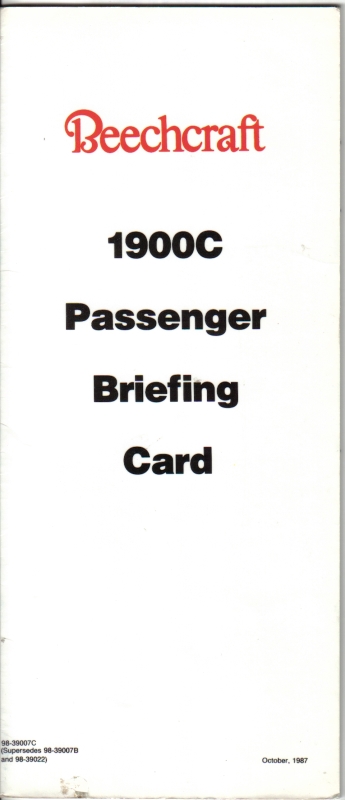 Beechcraft
1900C
Passenger
Briefing
Card
98-39007C
(Supersedes 98-39007B
and 98-39022)
October, 1987